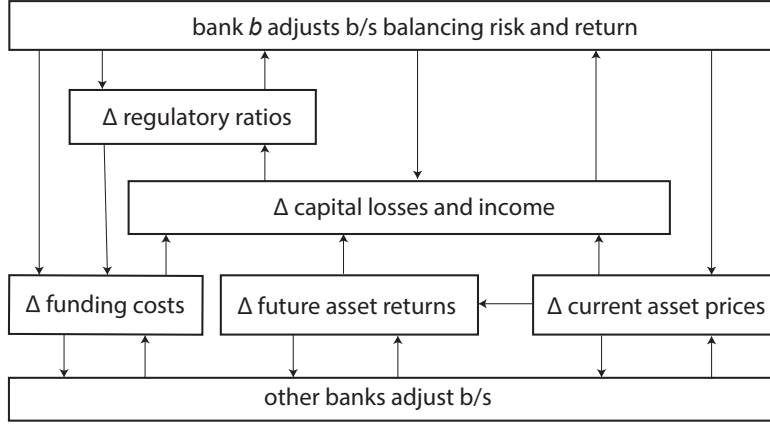 bank b adjusts b/s balancing risk and return
Δ regulatory ratios
Δ capital losses and income
Δ funding costs
Δ future asset returns
Δ current asset prices
other banks adjust b/s